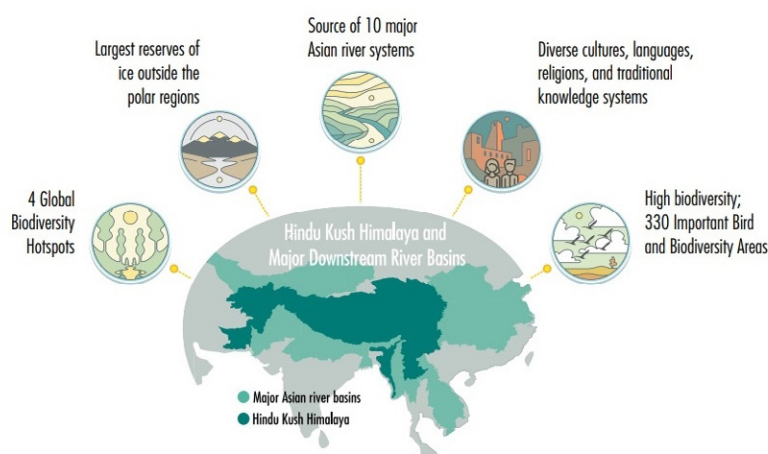 Source of 10 major
Asian river systems
Largest reserves of
ice outside the
polar regions
Diverse cultures, languages,
religions, and traditional
knowledge systems
4 Global
Biodiversity
Hotspots
High biodiversity;
330 Important Bird
and Biodiversity Areas
Hindu Kush Himalaya and
Major Downstream River Basins
Major Asian river basins
Hindu Kush Himalaya